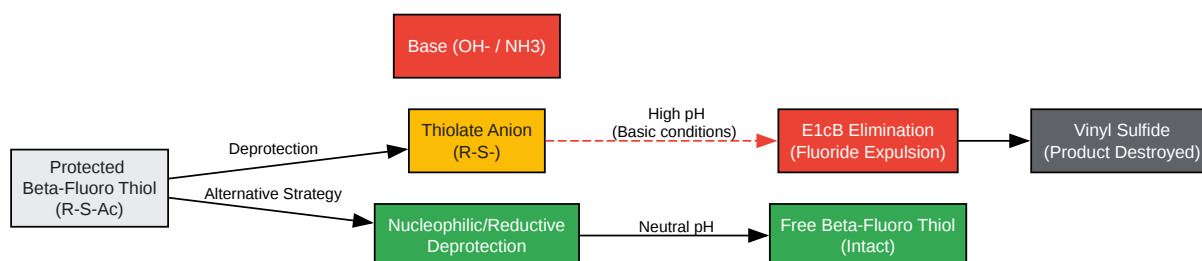 Base (OH- / NH3)
Protected
Beta-Fluoro Thiol
(R-S-Ac)
Deprotection
Alternative Strategy
Thiolate Anion
(R-S-)
High pH
(Basic conditions)
E1cB Elimination
(Fluoride Expulsion)
Vinyl Sulfide
(Product Destroyed)
Nucleophilic/Reductive
Deprotection
Neutral pH
Free Beta-Fluoro Thiol
(Intact)